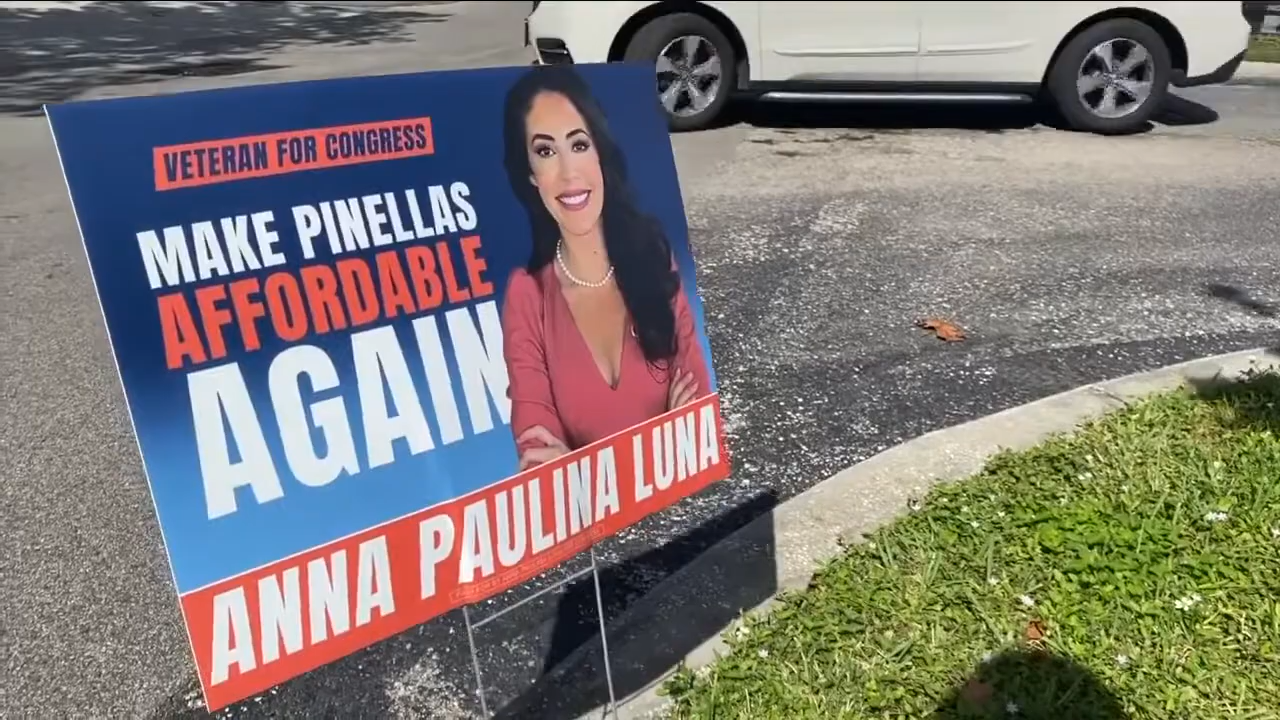 VETERAN FOR CONGRESS
MAKE PINELLAS
AFFORDABLE
AGAIN
ANNA PAULINA LUNA